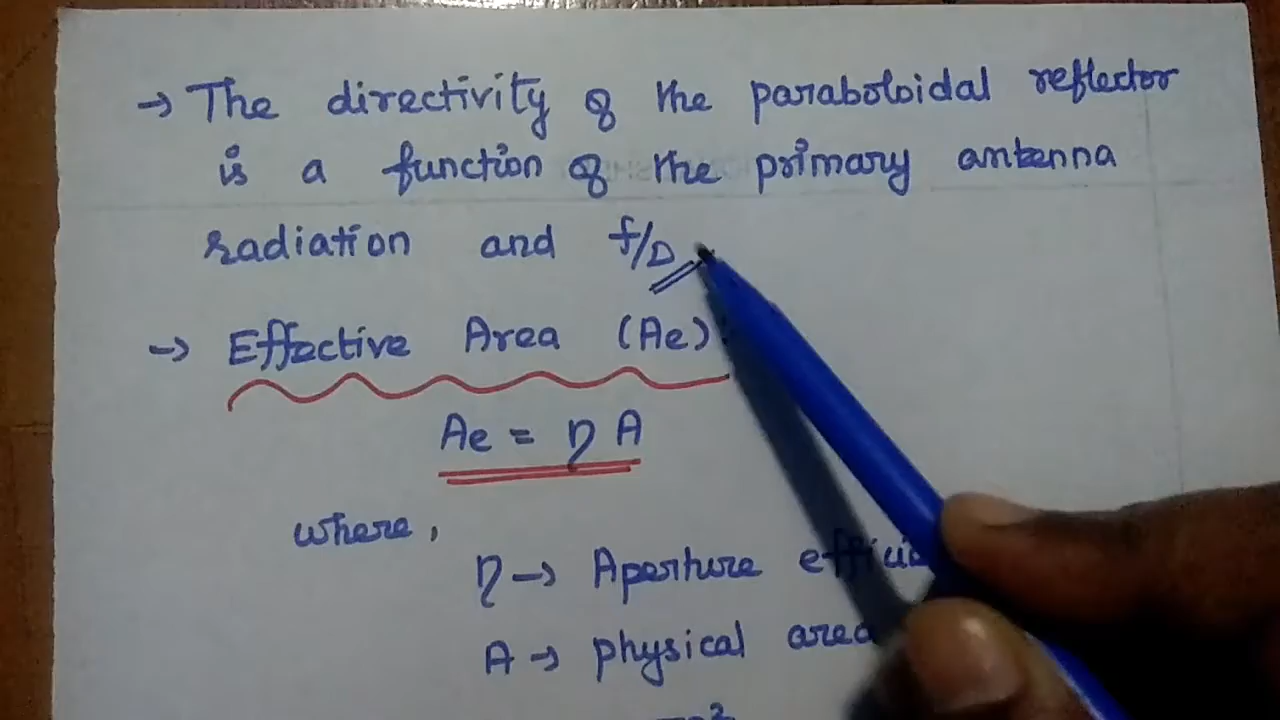 → The directivity of the paraboloidal reflector
is a function of the primary antenna
radiation and f/D
→ Effective Area (Ae)
Ae = η A
where,
η → Aperture
A → physical area